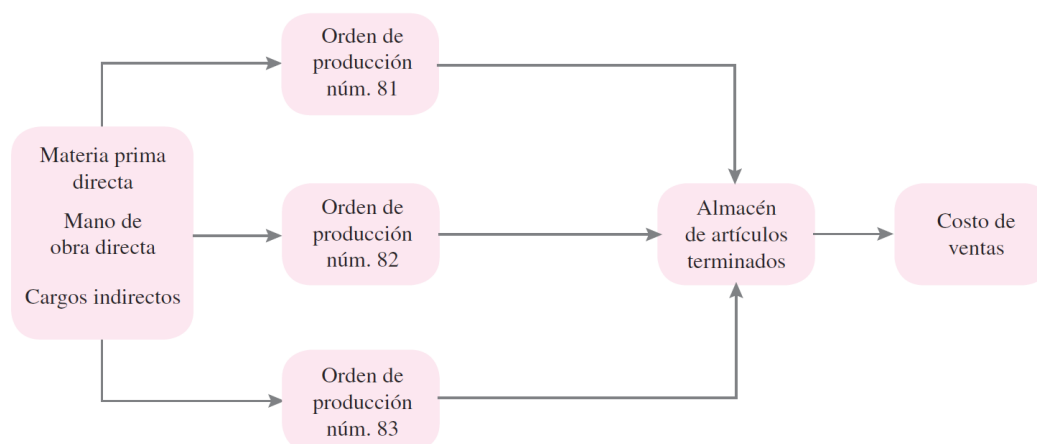 Materia prima
directa
Mano de
obra directa
Cargos indirectos
Orden de
producción
núm. 81
Orden de
producción
núm. 82
Orden de
producción
núm. 83
Almacén
de artículos
terminados
Costo de
ventas